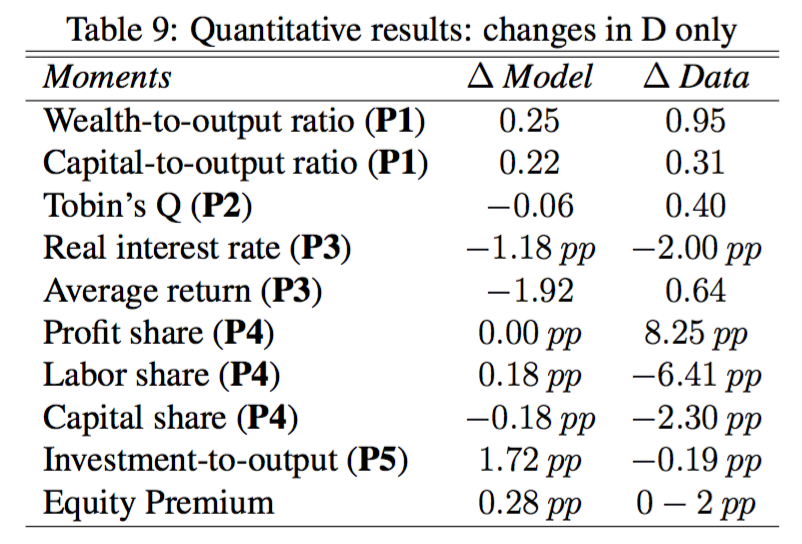 Table 9: Quantitative results: changes in D only
Moments Δ Model Δ Data
Wealth-to-output ratio (P1) 0.25 0.95
Capital-to-output ratio (P1) 0.22 0.31
Tobin's Q (P2) −0.06 0.40
Real interest rate (P3) −1.18 pp −2.00 pp
Average return (P3) −1.92 0.64
Profit share (P4) 0.00 pp 8.25 pp
Labor share (P4) 0.18 pp −6.41 pp
Capital share (P4) −0.18 pp −2.30 pp
Investment-to-output (P5) 1.72 pp −0.19 pp
Equity Premium 0.28 pp 0 − 2 pp